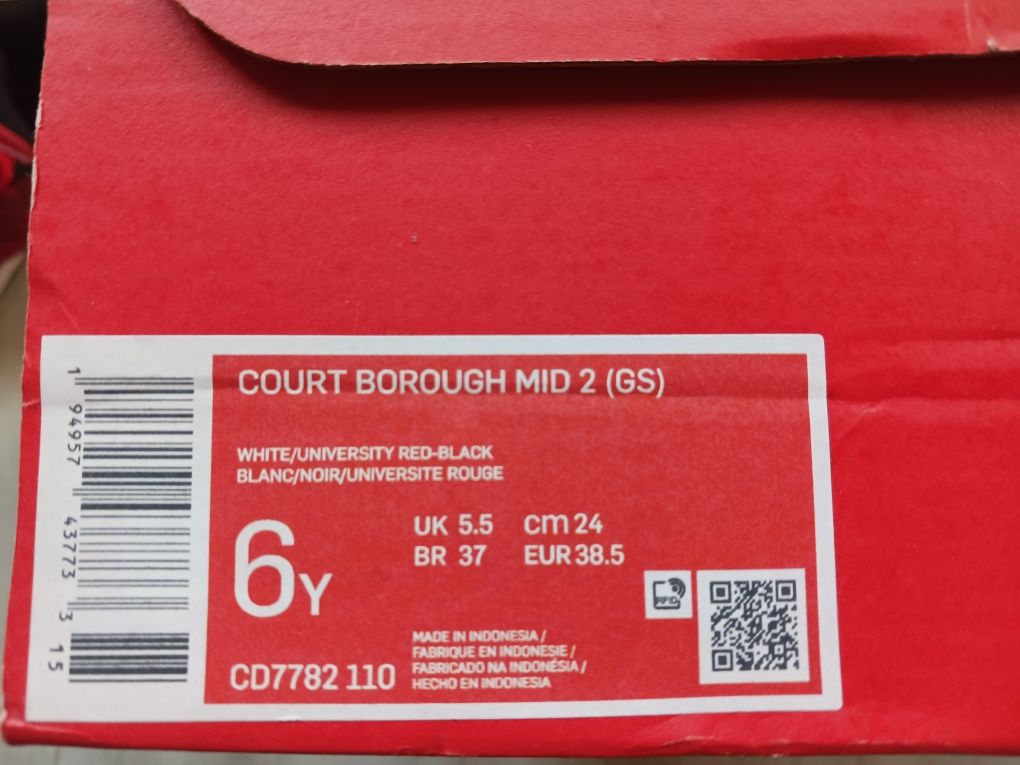 COURT BOROUGH MID 2 (GS)
WHITE/UNIVERSITY RED-BLACK
BLANC/NOIR/UNIVERSITE ROUGE
6Y
UK 5.5 cm 24
BR 37 EUR 38.5
RFID
MADE IN INDONESIA /
FABRIQUE EN INDONESIE /
FABRICADO NA INDONÉSIA /
HECHO EN INDONESIA
CD7782 110
1 94957 43773 3 15